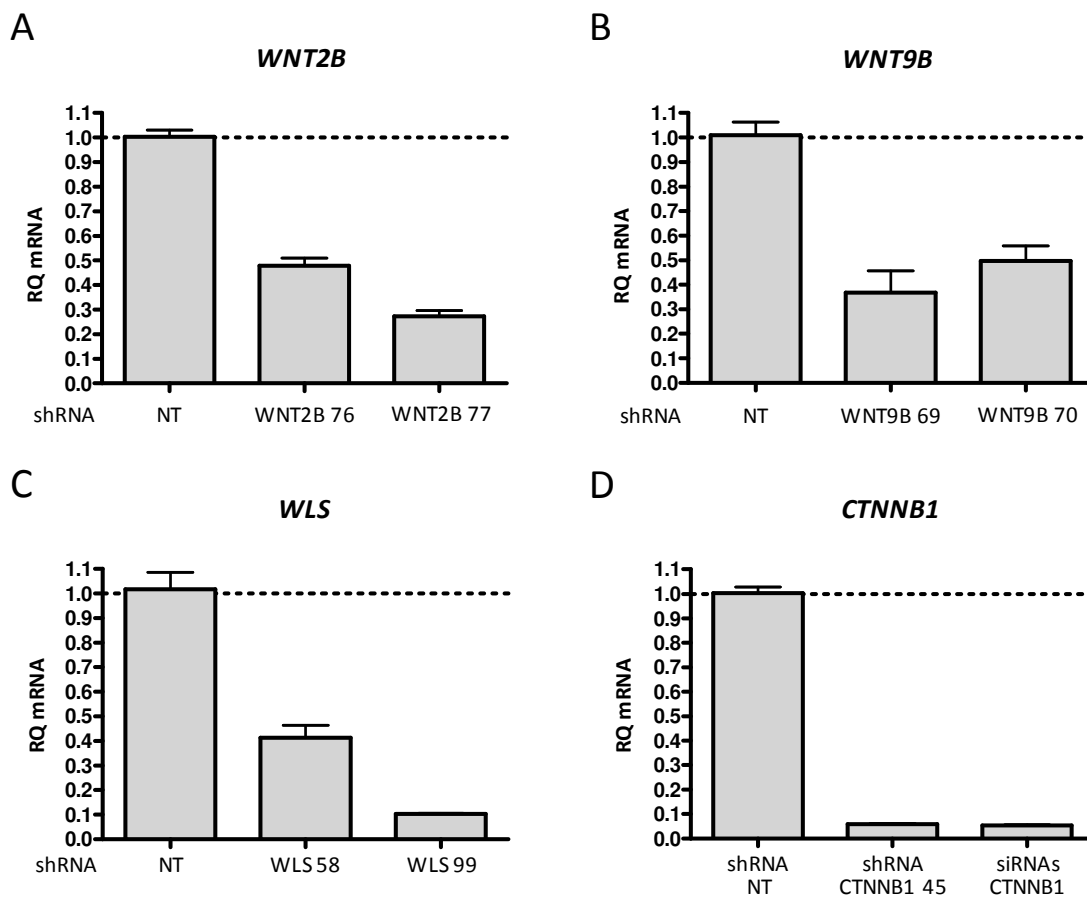 A
WNT2B
RQ mRNA
1.1
1.0
0.9
0.8
0.7
0.6
0.5
0.4
0.3
0.2
0.1
0.0
shRNA NT WNT2B 76 WNT2B 77
B
WNT9B
RQ mRNA
1.1
1.0
0.9
0.8
0.7
0.6
0.5
0.4
0.3
0.2
0.1
0.0
shRNA NT WNT9B 69 WNT9B 70
C
WLS
RQ mRNA
1.1
1.0
0.9
0.8
0.7
0.6
0.5
0.4
0.3
0.2
0.1
0.0
shRNA NT WLS 58 WLS 99
D
CTNNB1
RQ mRNA
1.1
1.0
0.9
0.8
0.7
0.6
0.5
0.4
0.3
0.2
0.1
0.0
shRNA shRNA siRNAs
NT CTNNB1 45 CTNNB1